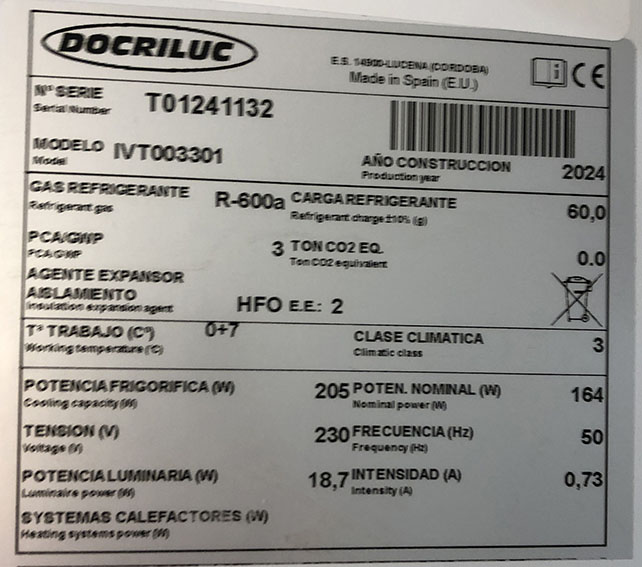 DOCRILUC
E.S. 14900-LUCENA (CORDOBA)
Made in Spain (E.U.)
i CE
Nº SERIE T01241132
Serial Number
MODELO IVT003301
Model
AÑO CONSTRUCCION 2024
Production year
GAS REFRIGERANTE R-600a CARGA REFRIGERANTE 60,0
Refrigerant gas Refrigerant charge ±10% (g)
PCA/GWP 3 TON CO2 EQ. 0.0
PCA/GWP Ton CO2 equivalent
AGENTE EXPANSOR
AISLAMIENTO HFO E.E.: 2
Insulation expansion agent
Tª TRABAJO (Cº) 0+7 CLASE CLIMATICA 3
Working temperature (ºC) Climatic class
POTENCIA FRIGORIFICA (W) 205 POTEN. NOMINAL (W) 164
Cooling capacity (W) Nominal power (W)
TENSION (V) 230 FRECUENCIA (Hz) 50
Voltage (V) Frequency (Hz)
POTENCIA LUMINARIA (W) 18,7 INTENSIDAD (A) 0,73
Luminaire power (W) Intensity (A)
SYSTEMAS CALEFACTORES (W)
Heating systems power (W)